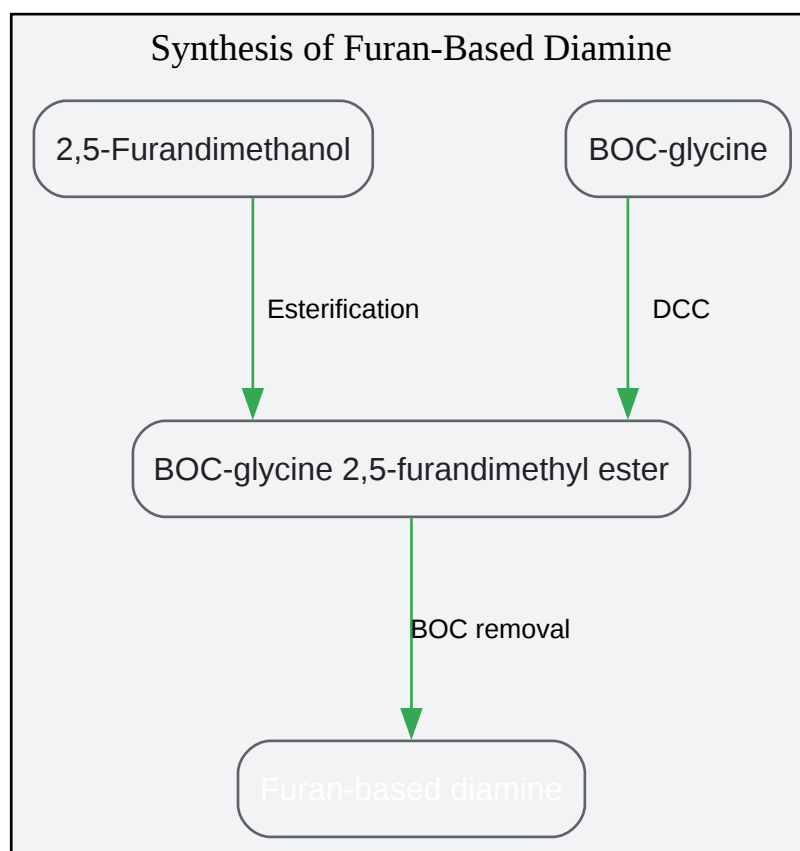 Synthesis of Furan-Based Diamine
2,5-Furandimethanol
BOC-glycine
Esterification
DCC
BOC-glycine 2,5-furandimethyl ester
BOC removal
Furan-based diamine